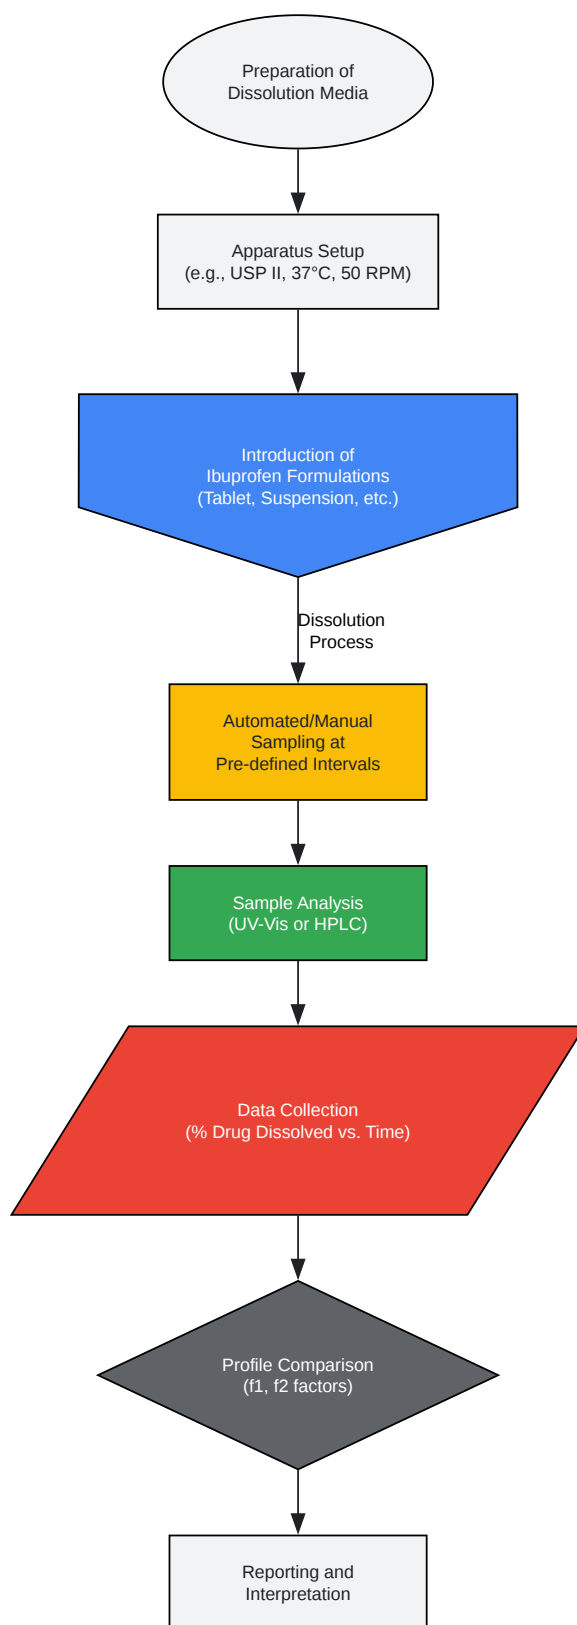 Preparation of
Dissolution Media
Apparatus Setup
(e.g., USP II, 37°C, 50 RPM)
Introduction of
Ibuprofen Formulations
(Tablet, Suspension, etc.)
Dissolution
Process
Automated/Manual
Sampling at
Pre-defined Intervals
Sample Analysis
(UV-Vis or HPLC)
Data Collection
(% Drug Dissolved vs. Time)
Profile Comparison
(f1, f2 factors)
Reporting and
Interpretation